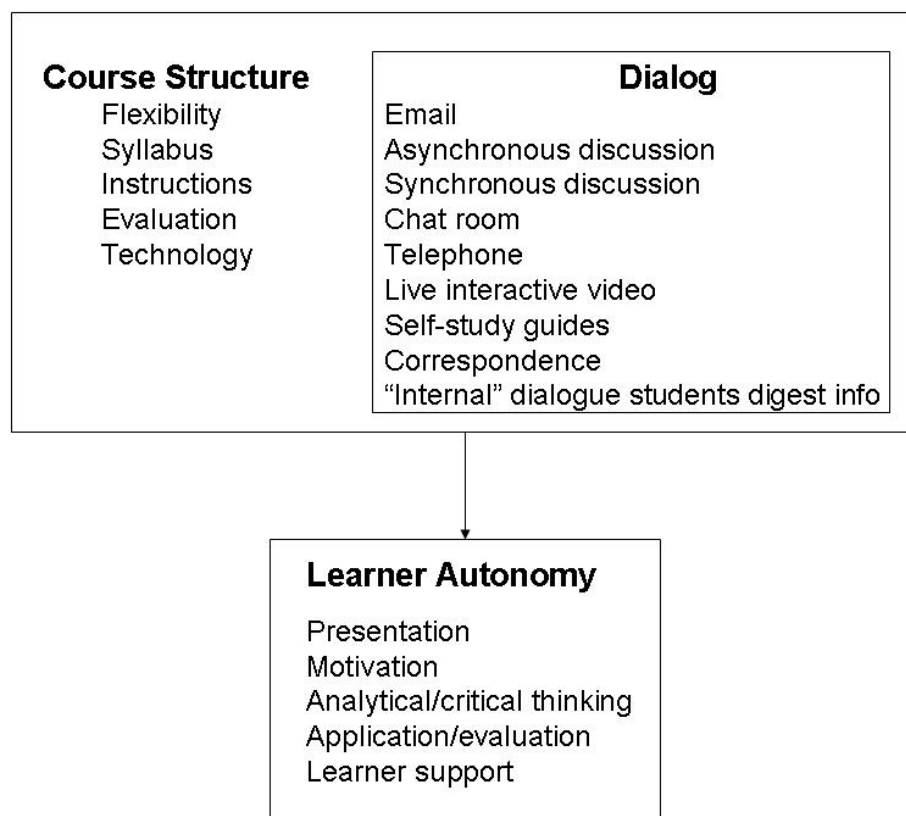 Course Structure
Flexibility
Syllabus
Instructions
Evaluation
Technology
Dialog
Email
Asynchronous discussion
Synchronous discussion
Chat room
Telephone
Live interactive video
Self-study guides
Correspondence
“Internal” dialogue students digest info
Learner Autonomy
Presentation
Motivation
Analytical/critical thinking
Application/evaluation
Learner support